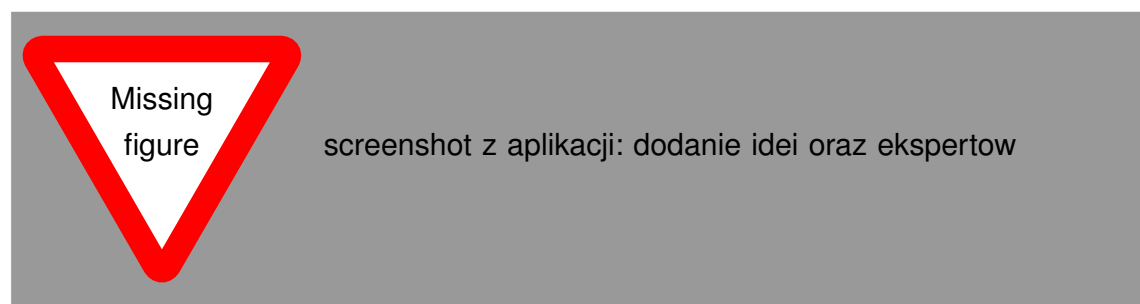 Missing
figure
screenshot z aplikacji: dodanie idei oraz ekspertow